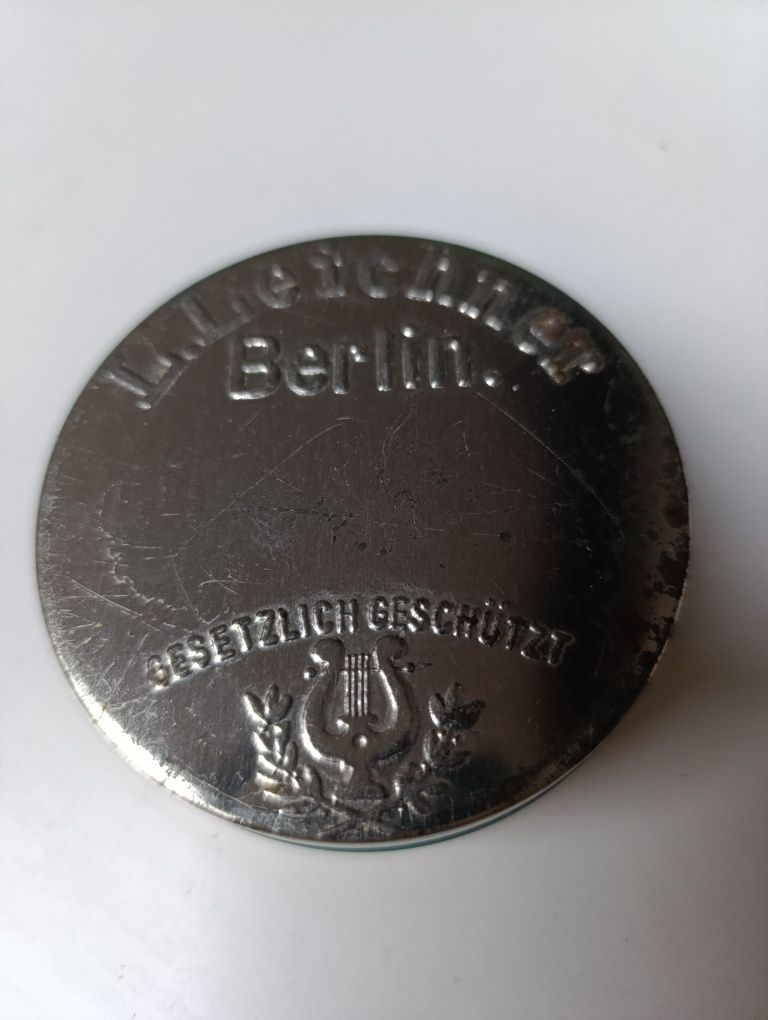 L. Leichner
Berlin.
GESETZLICH GESCHÜTZT